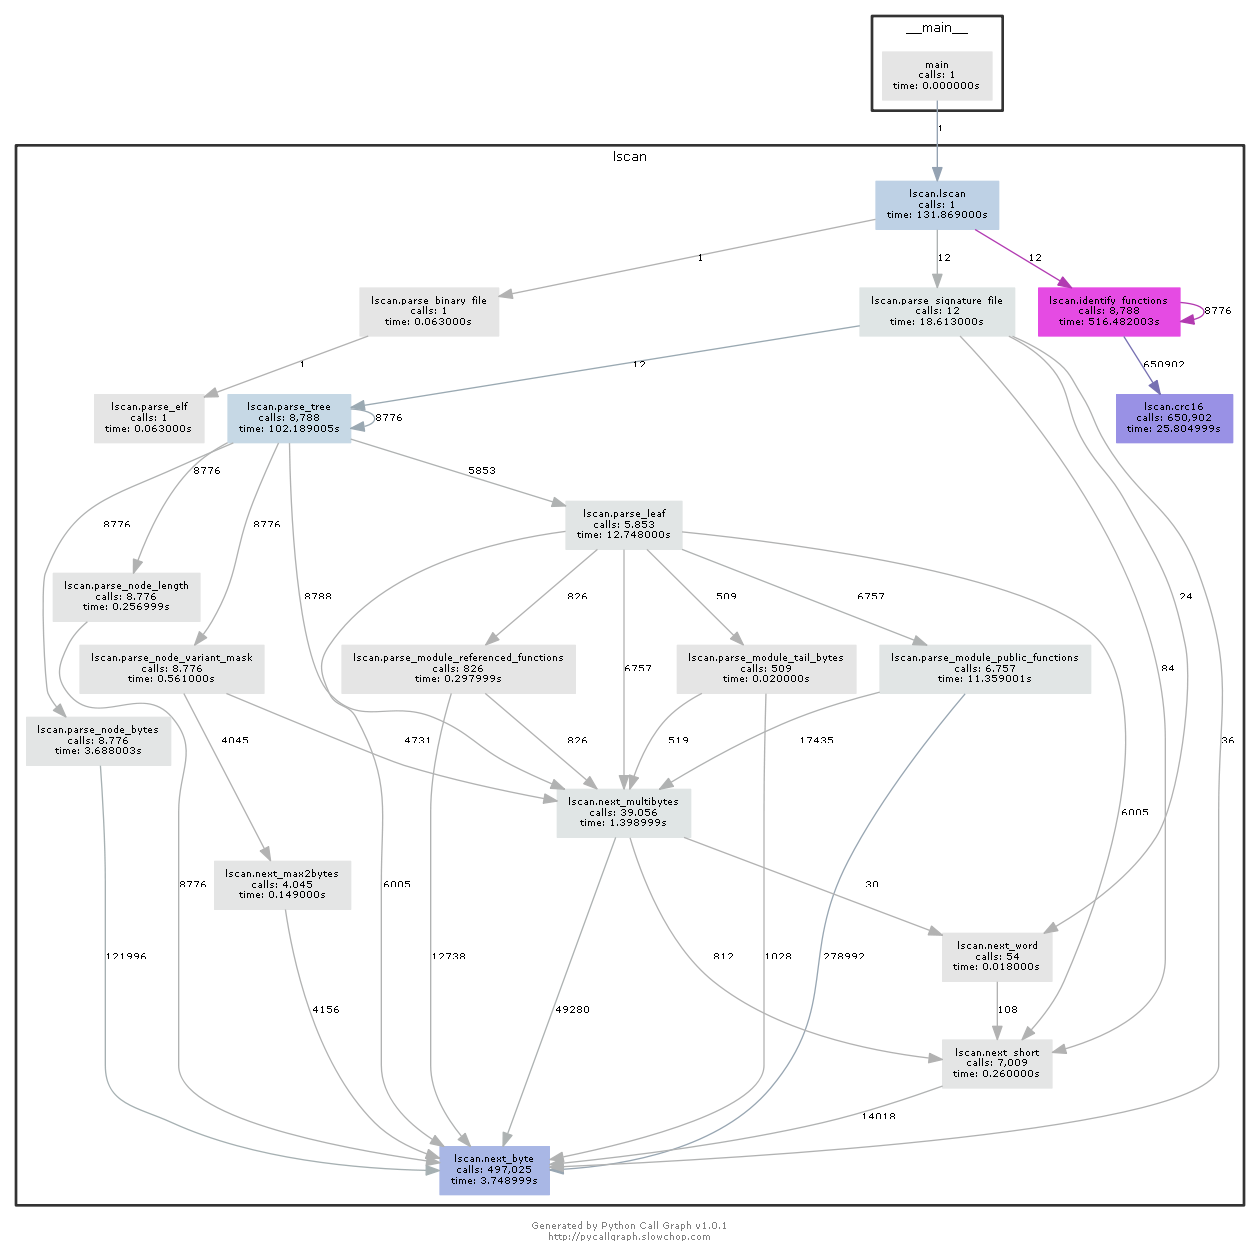 __main__
main
calls: 1
time: 0.000000s
1
lscan
lscan.lscan
calls: 1
time: 131.869000s
1
12
12
lscan.parse_binary_file
calls: 1
time: 0.063000s
lscan.parse_signature_file
calls: 12
time: 18.613000s
lscan.identify_functions
calls: 8,788
time: 516.482003s
8776
1
12
650902
lscan.parse_elf
calls: 1
time: 0.063000s
lscan.parse_tree
calls: 8,788
time: 102.189005s
8776
lscan.crc16
calls: 650,902
time: 25.804999s
8776
5853
8776
8776
lscan.parse_leaf
calls: 5,853
time: 12.748000s
lscan.parse_node_length
calls: 8,776
time: 0.256999s
8788
826
509
6757
24
lscan.parse_node_variant_mask
calls: 8,776
time: 0.561000s
lscan.parse_module_referenced_functions
calls: 826
time: 0.297999s
6757
lscan.parse_module_tail_bytes
calls: 509
time: 0.020000s
lscan.parse_module_public_functions
calls: 6,757
time: 11.359001s
84
lscan.parse_node_bytes
calls: 8,776
time: 3.688003s
4045
4731
826
519
17435
36
lscan.next_multibytes
calls: 39,056
time: 1.398999s
6005
lscan.next_max2bytes
calls: 4,045
time: 0.149000s
8776
6005
30
lscan.next_word
calls: 54
time: 0.018000s
121996
12738
812
1028
278992
4156
49280
108
lscan.next_short
calls: 7,009
time: 0.260000s
14018
lscan.next_byte
calls: 497,025
time: 3.748999s
Generated by Python Call Graph v1.0.1
http://pycallgraph.slowchop.com